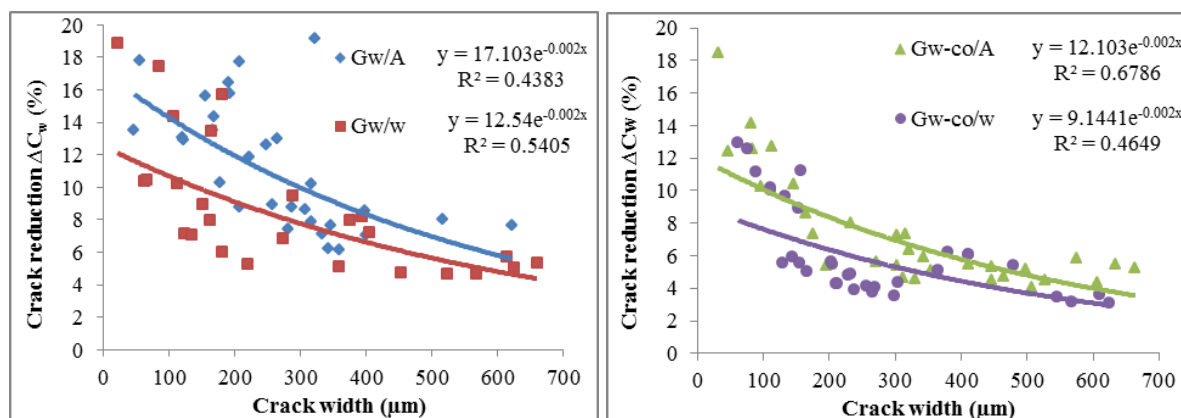 20
18
16
14
12
10
8
6
4
2
0
Crack reduction ΔCw (%)
Gw/A
y = 17.103e-0.002x
R² = 0.4383
Gw/w
y = 12.54e-0.002x
R² = 0.5405
0 100 200 300 400 500 600 700
Crack width (µm)
20
18
16
14
12
10
8
6
4
2
0
Crack reduction ΔCw (%)
Gw-co/A
y = 12.103e-0.002x
R² = 0.6786
Gw-co/w
y = 9.1441e-0.002x
R² = 0.4649
0 100 200 300 400 500 600 700
Crack width (µm)